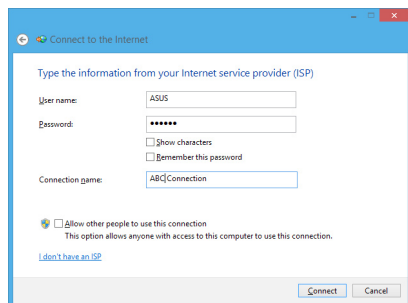 Connect to the Internet
Type the information from your Internet service provider (ISP)
User name:
ASUS
Password:
••••••
Show characters
Remember this password
Connection name:
ABC Connection
Allow other people to use this connection
This option allows anyone with access to this computer to use this connection.
I don't have an ISP
Connect
Cancel